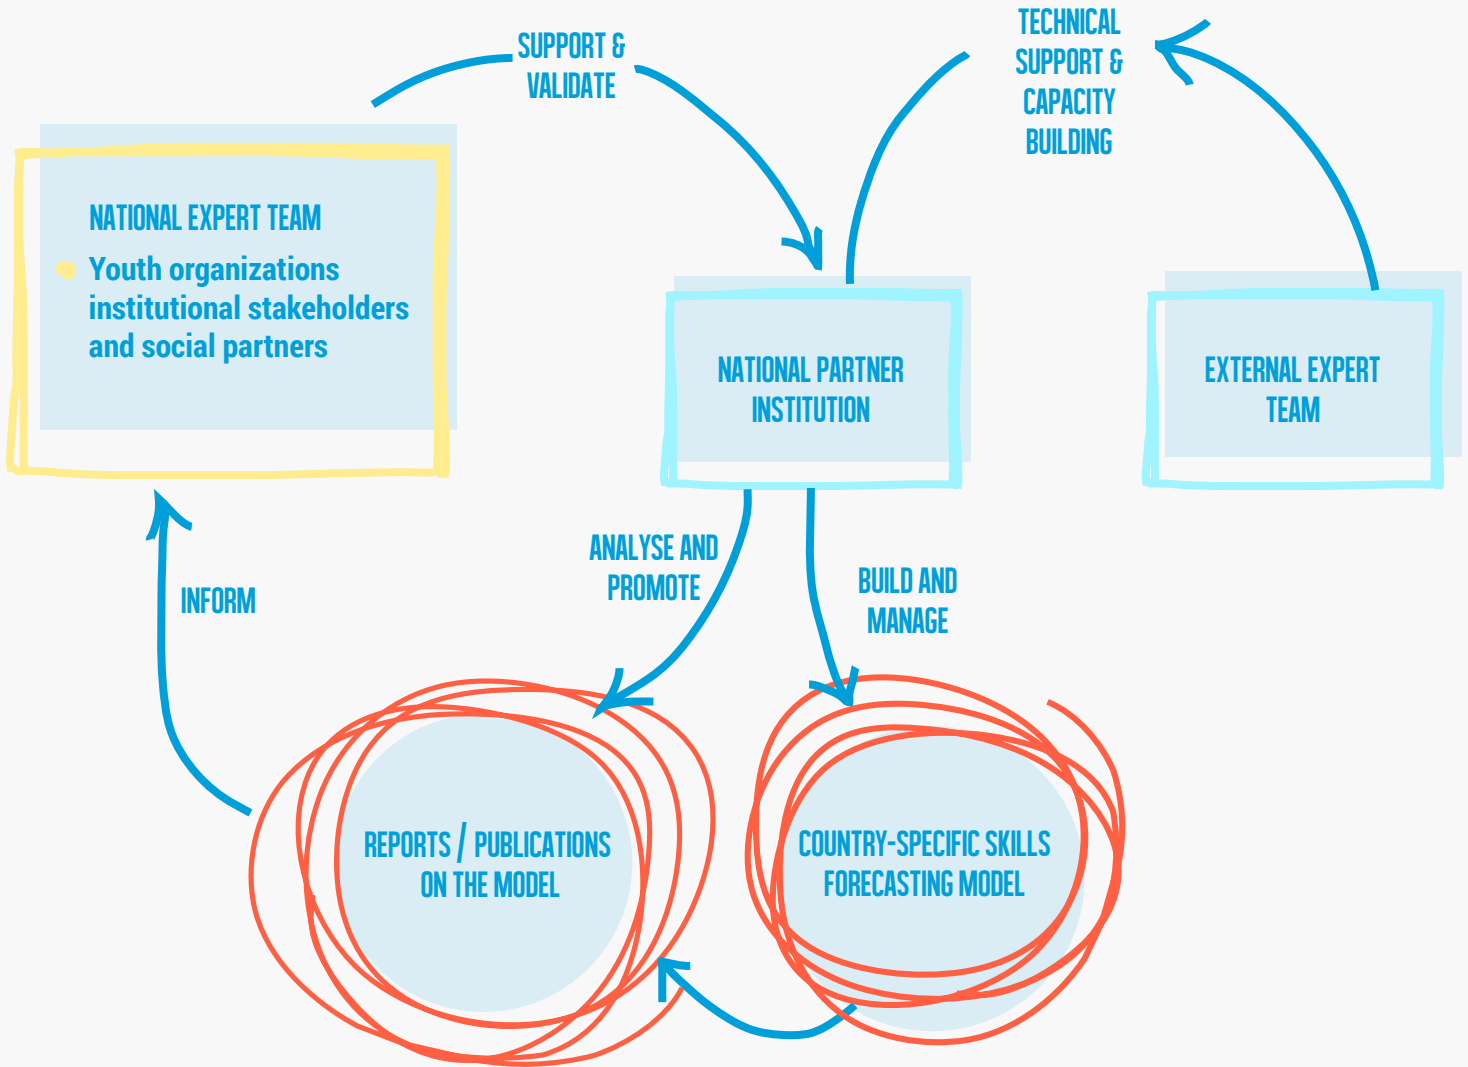 SUPPORT &
VALIDATE
TECHNICAL
SUPPORT &
CAPACITY
BUILDING
NATIONAL EXPERT TEAM
Youth organizations
institutional stakeholders
and social partners
NATIONAL PARTNER
INSTITUTION
EXTERNAL EXPERT
TEAM
ANALYSE AND
PROMOTE
BUILD AND
MANAGE
INFORM
REPORTS / PUBLICATIONS
ON THE MODEL
COUNTRY-SPECIFIC SKILLS
FORECASTING MODEL